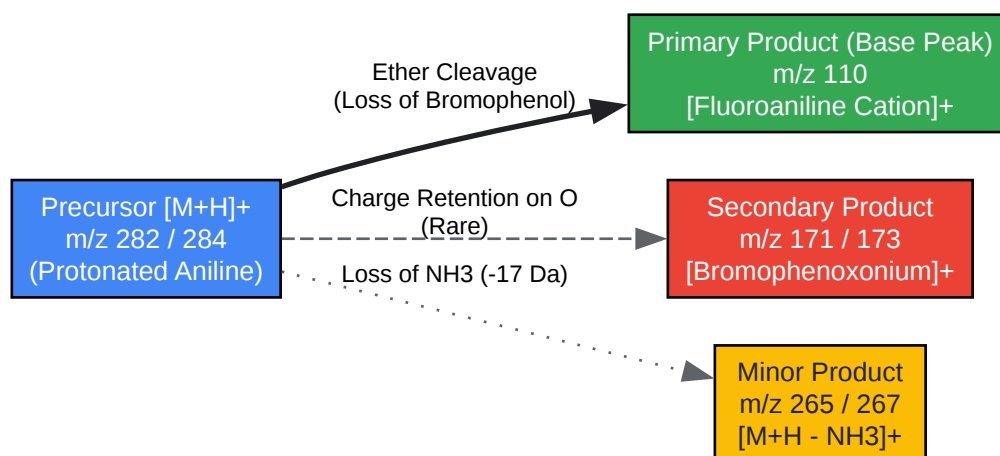 Primary Product (Base Peak)
m/z 110
[Fluoroaniline Cation]+
Ether Cleavage
(Loss of Bromophenol)
Precursor [M+H]+
m/z 282 / 284
(Protonated Aniline)
Charge Retention on O
(Rare)
Secondary Product
m/z 171 / 173
[Bromophenoxonium]+
Loss of NH3 (-17 Da)
Minor Product
m/z 265 / 267
[M+H - NH3]+